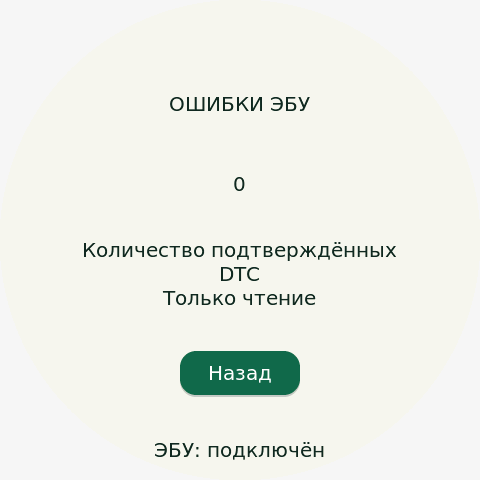 ОШИБКИ ЭБУ
0
Количество подтверждённых
DTC
Только чтение
Назад
ЭБУ: подключён